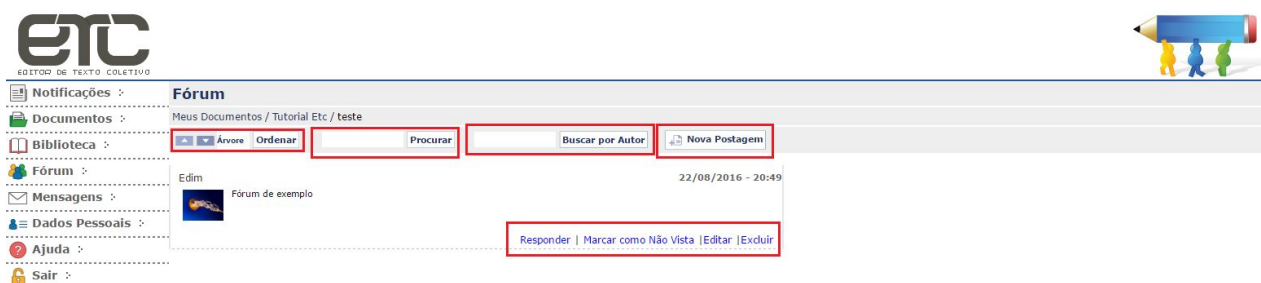 ETC
EDITOR DE TEXTO COLETIVO
Notificações
Documentos
Biblioteca
Fórum
Mensagens
Dados Pessoais
Ajuda
Sair
Fórum
Meus Documentos / Tutorial Etc / teste
Árvore Ordenar Procurar Buscar por Autor Nova Postagem
Edim 22/08/2016 - 20:49
Fórum de exemplo
Responder | Marcar como Não Vista |Editar |Excluir